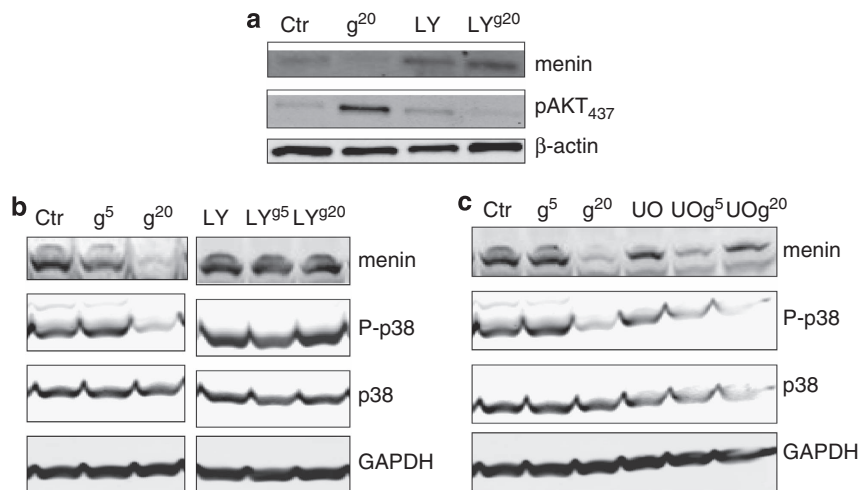 a
Ctr g20 LY LYg20
menin
pAKT437
β-actin
b
Ctr g5 g20 LY LYg5 LYg20
menin
P-p38
p38
GAPDH
c
Ctr g5 g20 UO UOg5 UOg20
menin
P-p38
p38
GAPDH